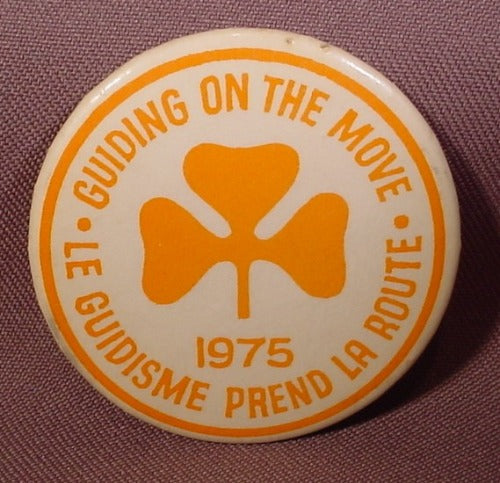 • GUIDING ON THE MOVE •
1975
LE GUIDISME PREND LA ROUTE